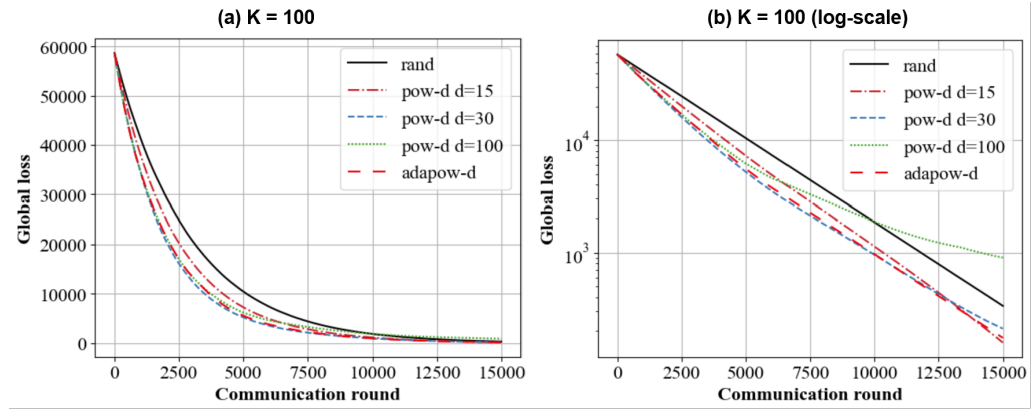 (a) K = 100
Global loss
60000
50000
40000
30000
20000
10000
0
rand
pow-d d=15
pow-d d=30
pow-d d=100
adapow-d
0 2500 5000 7500 10000 12500 15000
Communication round
(b) K = 100 (log-scale)
Global loss
10^4
10^3
rand
pow-d d=15
pow-d d=30
pow-d d=100
adapow-d
0 2500 5000 7500 10000 12500 15000
Communication round